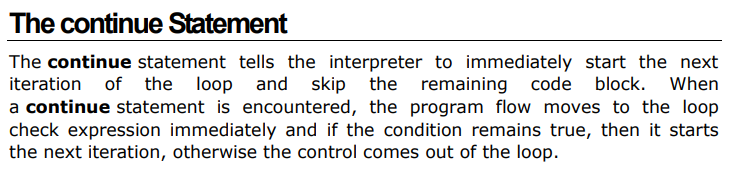 The continue Statement
The continue statement tells the interpreter to immediately start the next
iteration of the loop and skip the remaining code block. When
a continue statement is encountered, the program flow moves to the loop
check expression immediately and if the condition remains true, then it starts
the next iteration, otherwise the control comes out of the loop.